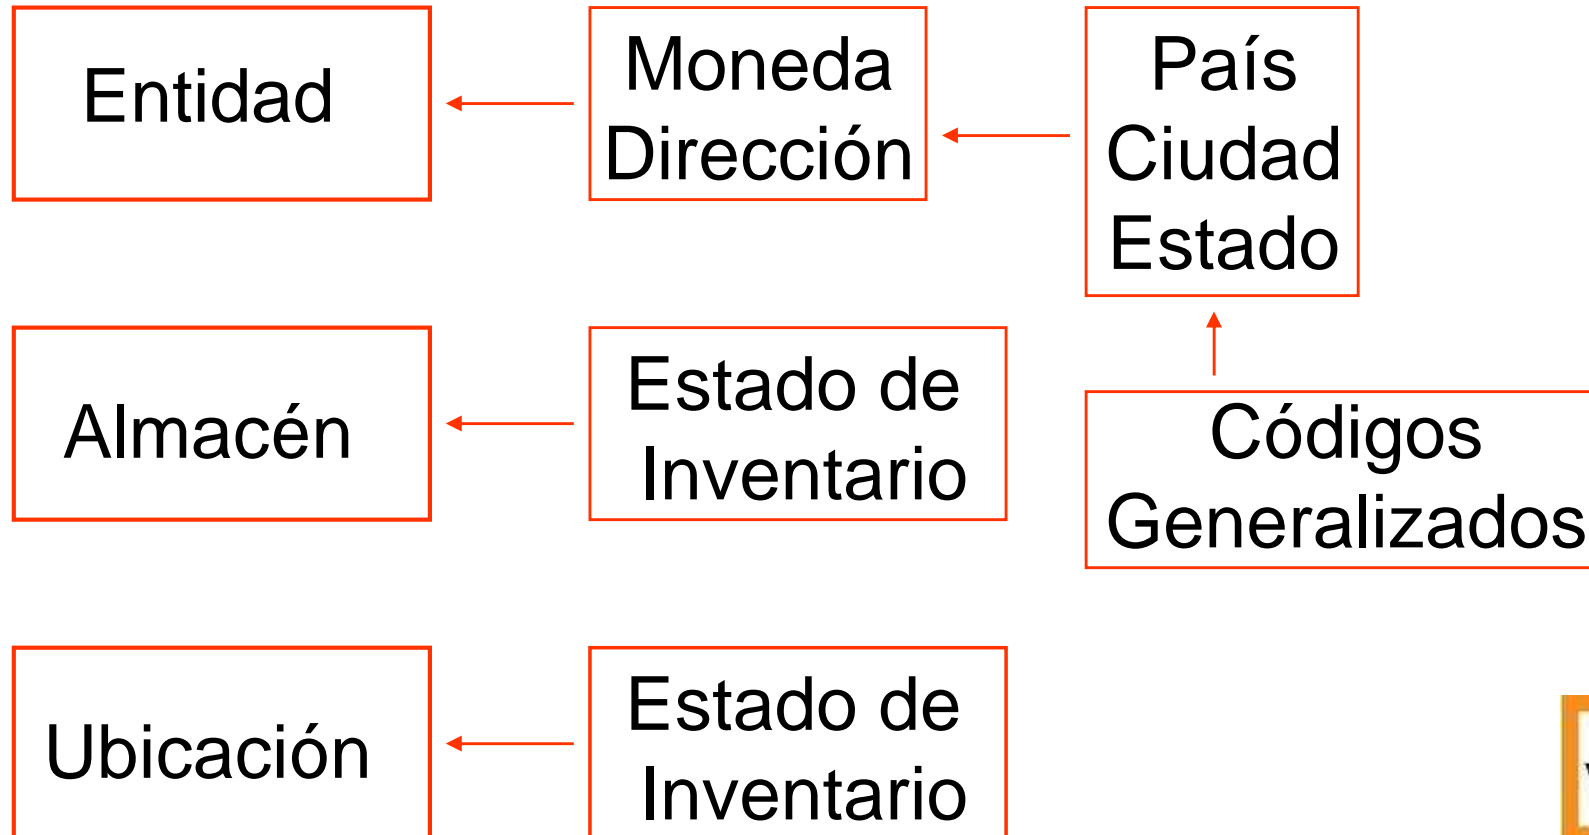 Entidad
Moneda
Dirección
País
Ciudad
Estado
Almacén
Estado de
Inventario
Códigos
Generalizados
Ubicación
Estado de
Inventario